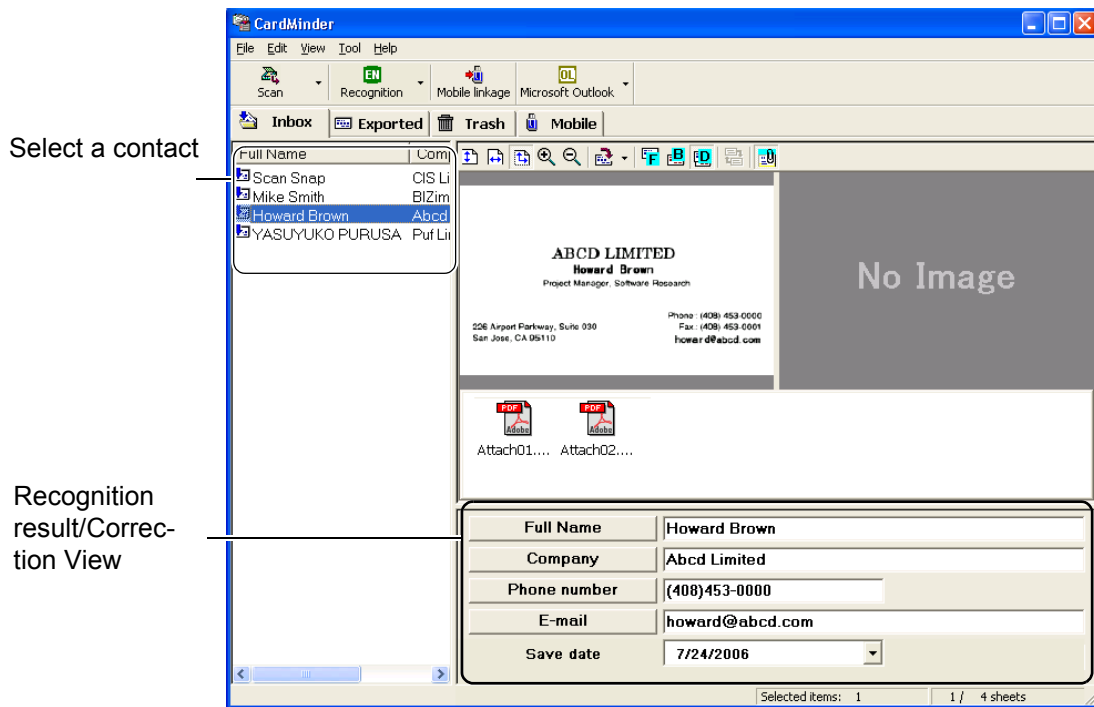 CardMinder
File Edit View Tool Help
Scan Recognition Mobile linkage Microsoft Outlook
EN
OL
Inbox Exported Trash Mobile
Select a contact
Full Name Comp
Scan Snap CIS Li
Mike Smith BIZim
Howard Brown Abcd
YASUYUKO PURUSA Puf Lir
F B D
ABCD LIMITED
Howard Brown
Project Manager, Software Research
226 Airport Parkway, Suite 030
San Jose, CA 95110
Phone : (408) 453-0000
Fax : (408) 453-0001
howard@abcd.com
No Image
PDF Adobe
PDF Adobe
Attach01.... Attach02....
Recognition
result/Correc-
tion View
Full Name Howard Brown
Company Abcd Limited
Phone number (408)453-0000
E-mail howard@abcd.com
Save date 7/24/2006
Selected items: 1 1 / 4 sheets